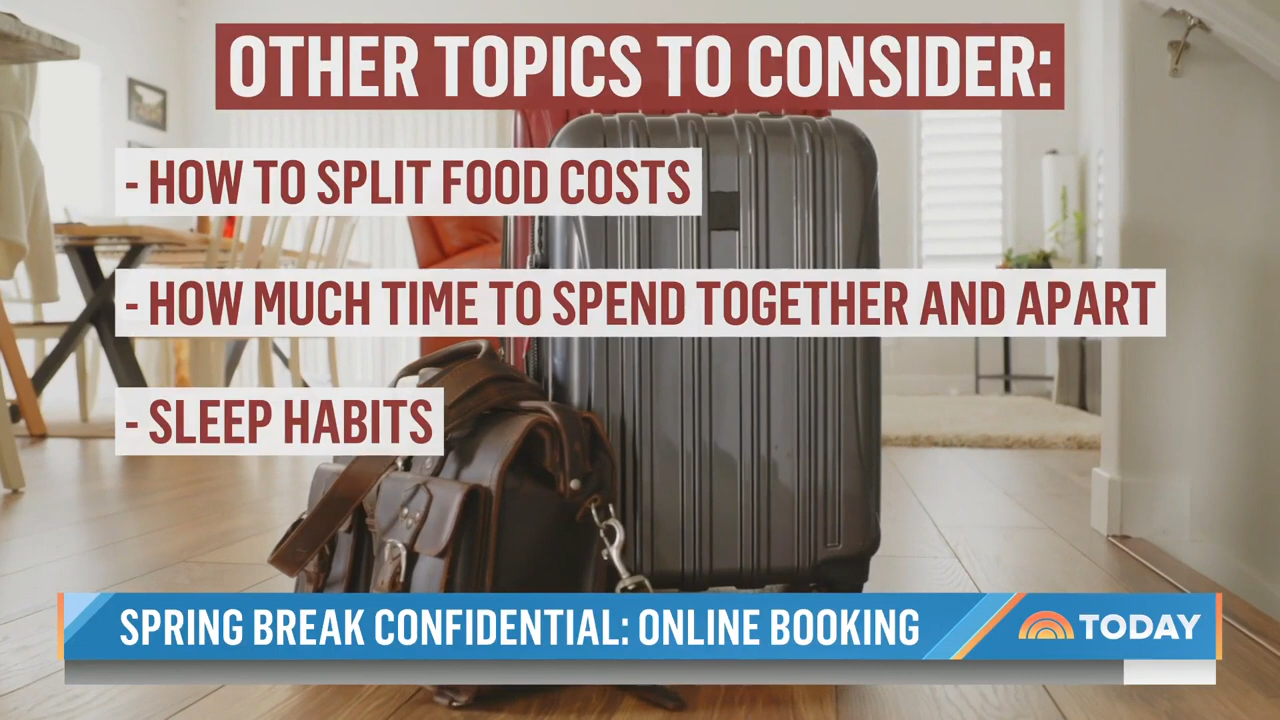 OTHER TOPICS TO CONSIDER:
- HOW TO SPLIT FOOD COSTS
- HOW MUCH TIME TO SPEND TOGETHER AND APART
- SLEEP HABITS
SPRING BREAK CONFIDENTIAL: ONLINE BOOKING
TODAY